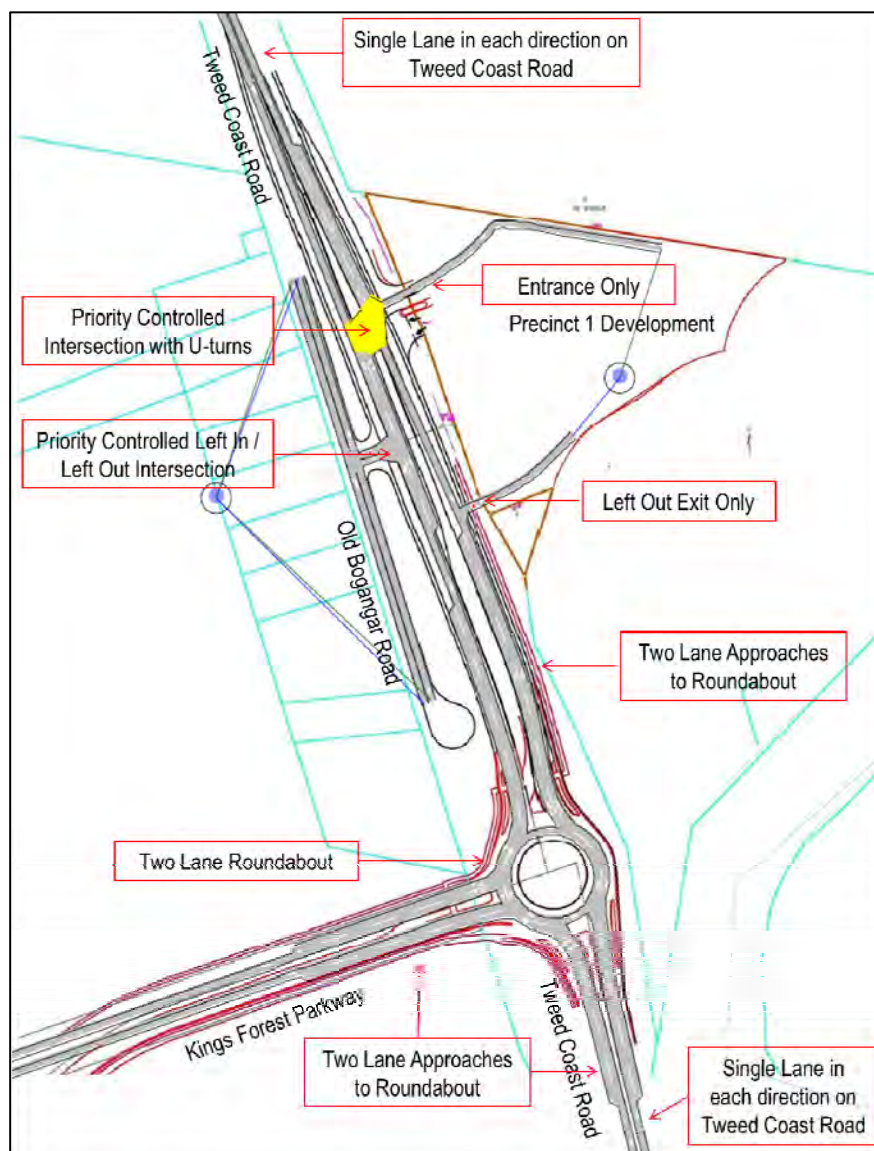 Single Lane in each direction on
Tweed Coast Road
Tweed Coast Road
Entrance Only
Precinct 1 Development
Priority Controlled
Intersection with U-turns
Priority Controlled Left In /
Left Out Intersection
Left Out Exit Only
Old Bogangar Road
Two Lane Approaches
to Roundabout
Two Lane Roundabout
Kings Forest Parkway
Tweed Coast Road
Two Lane Approaches
to Roundabout
Single Lane in
each direction on
Tweed Coast Road